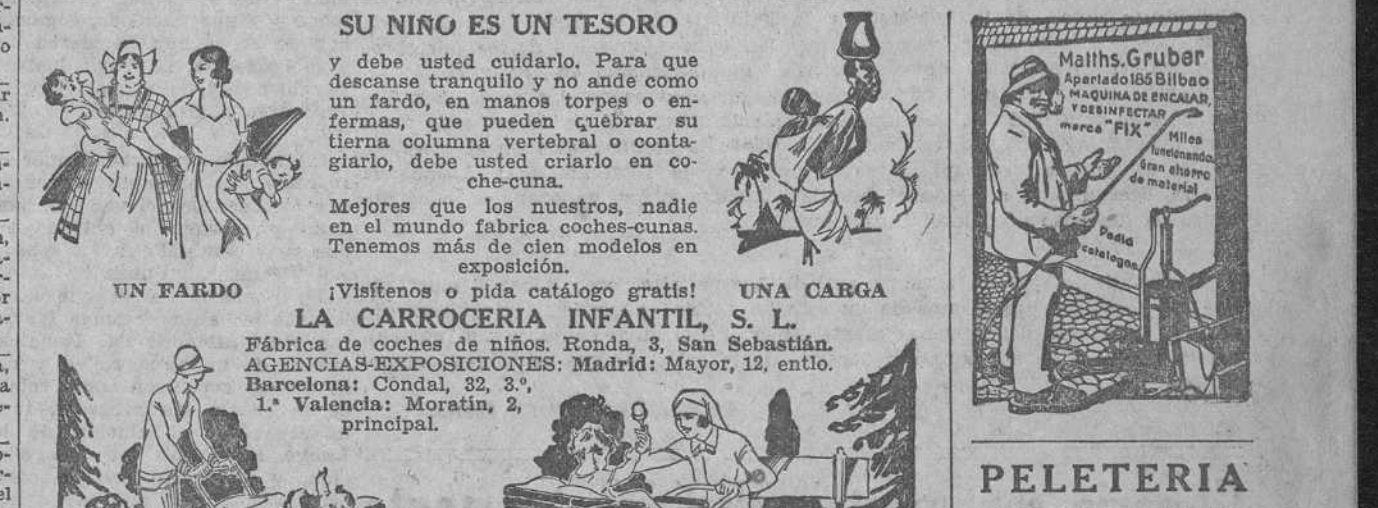 SU NIÑO ES UN TESORO
y debe usted cuidarlo. Para que
descanse tranquilo y no ande como
un fardo, en manos torpes o en-
fermas, que pueden quebrar su
tierna columna vertebral o conta-
giarlo, debe usted criarlo en co-
che-cuna.
Mejores que los nuestros, nadie
en el mundo fabrica coches-cunas.
Tenemos más de cien modelos en
exposición.
UN FARDO
¡Visítenos o pida catálogo gratis!
UNA CARGA
LA CARROCERIA INFANTIL, S. L.
Fábrica de coches de niños. Ronda, 3, San Sebastián.
AGENCIAS-EXPOSICIONES: Madrid: Mayor, 12, entlo.
Barcelona: Condal, 32, 3.º,
1.ª Valencia: Moratín, 2,
principal.
Malths. Gruber
Apartado 185 Bilbao
MAQUINA DE ENCALAR,
Y DESINFECTAR
marca "FIX"
Miles
funcionando.
Gran ahorro
de material
Pedid
catalogos.
PELETERIA